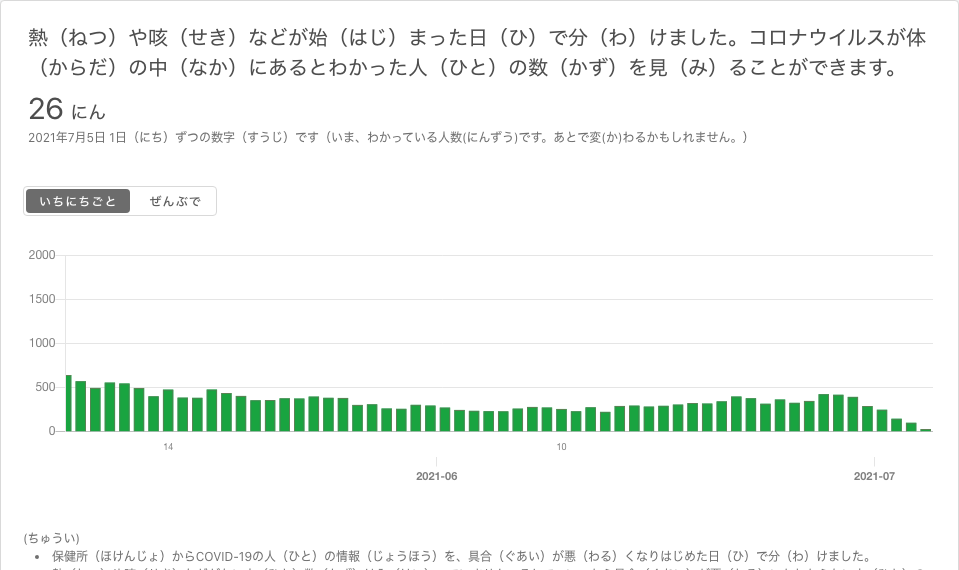 熱（ねつ）や咳（せき）などが始（はじ）まった日（ひ）で分（わ）けました。コロナウイルスが体
（からだ）の中（なか）にあるとわかった人（ひと）の数（かず）を見（み）ることができます。
26 にん
2021年7月5日 1日（にち）ずつの数字（すうじ）です（いま、わかっている人数(にんずう)です。あとで変(か)わるかもしれません。）
いちにちごと ぜんぶで
2000
1500
1000
500
0
14 10
2021-06 2021-07
(ちゅうい)
• 保健所（ほけんじょ）からCOVID-19の人（ひと）の情報（じょうほう）を、具合（ぐあい）が悪（わる）くなりはじめた日（ひ）で分（わ）けました。